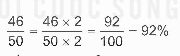 46/50 = 46 × 2/50 × 2 = 92/100 – 92%